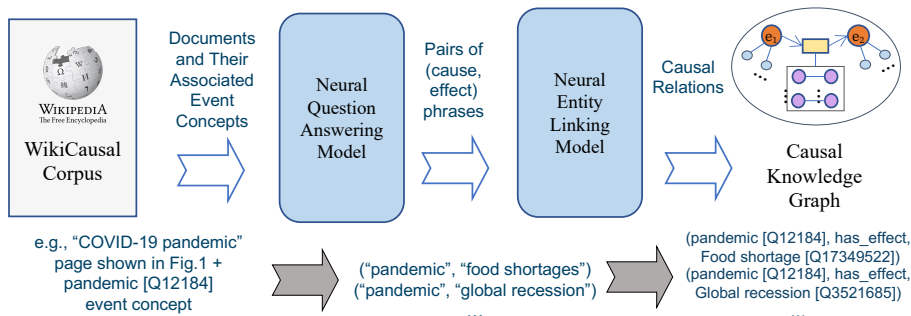 WIKIPEDIA
The Free Encyclopedia
WikiCausal
Corpus
Documents
and Their
Associated
Event
Concepts
Neural
Question
Answering
Model
Pairs of
(cause,
effect)
phrases
Neural
Entity
Linking
Model
Causal
Relations
e1
e2
...
...
Causal
Knowledge
Graph
e.g., “COVID-19 pandemic”
page shown in Fig.1 +
pandemic [Q12184]
event concept
(“pandemic”, “food shortages”)
(“pandemic”, “global recession”)
...
(pandemic [Q12184], has_effect,
Food shortage [Q17349522])
(pandemic [Q12184], has_effect,
Global recession [Q3521685])
...